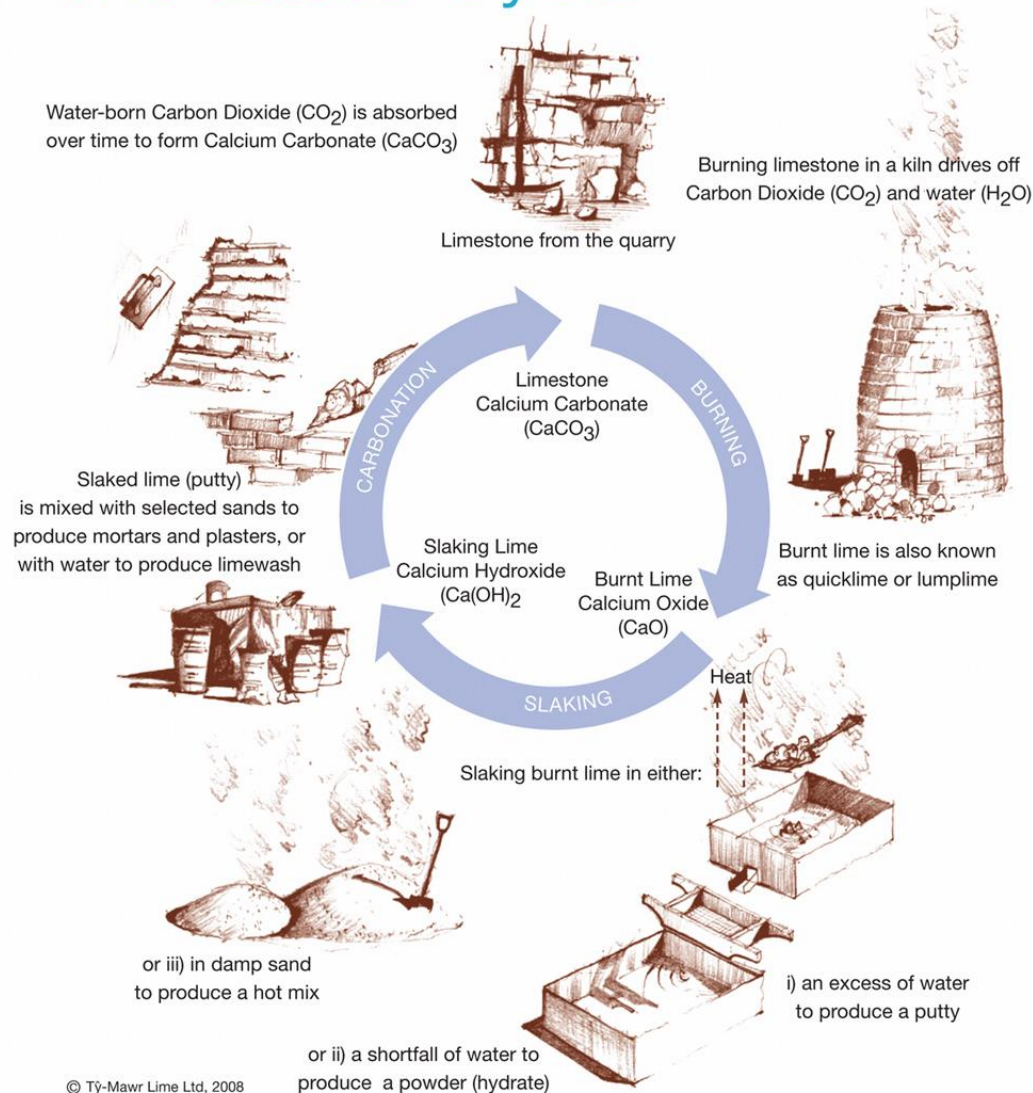 Water-born Carbon Dioxide (CO2) is absorbed
over time to form Calcium Carbonate (CaCO3)
Burning limestone in a kiln drives off
Carbon Dioxide (CO2) and water (H2O)
Limestone from the quarry
CARBONATION
Limestone
Calcium Carbonate
(CaCO3)
BURNING
Slaked lime (putty)
is mixed with selected sands to
produce mortars and plasters, or
with water to produce limewash
Slaking Lime
Calcium Hydroxide
(Ca(OH)2
Burnt Lime
Calcium Oxide
(CaO)
Burnt lime is also known
as quicklime or lumplime
SLAKING
Heat
Slaking burnt lime in either:
i) an excess of water
to produce a putty
or ii) a shortfall of water to
produce a powder (hydrate)
or iii) in damp sand
to produce a hot mix
© Tŷ-Mawr Lime Ltd, 2008